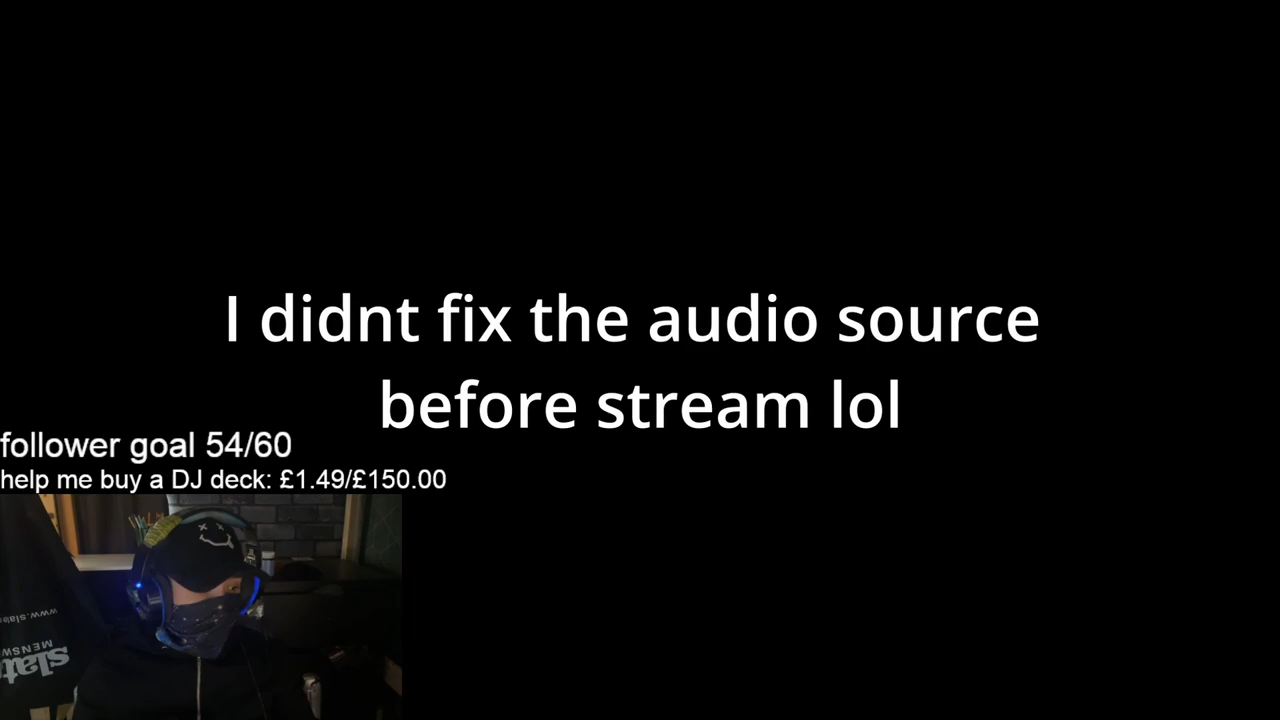 I didnt fix the audio source
before stream lol
follower goal 54/60
help me buy a DJ deck: £1.49/£150.00